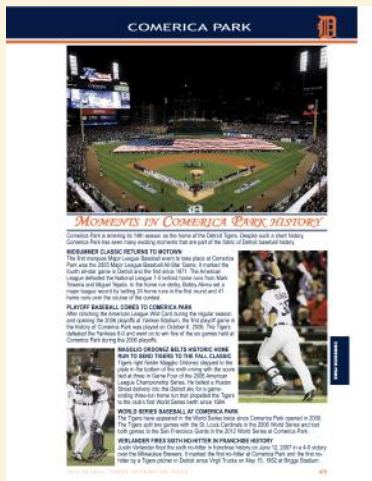 COMERICA PARK
D
MOMENTS IN COMERICA PARK HISTORY
Comerica Park is entering its 14th season as the home of the Detroit Tigers. Despite such a short history,
Comerica Park has seen many exciting moments that are part of the fabric of Detroit baseball history.
MIDSUMMER CLASSIC RETURNS TO MOTOWN
The first marquee Major League Baseball event to take place at Comerica
Park was the 2005 Major League Baseball All-Star Game. It marked the
fourth all-star game in Detroit and the first since 1971. The American
League defeated the National League 7-5 behind home runs from Mark
Teixeira and Miguel Tejada. In the home run derby, Bobby Abreu set a
major league record by belting 24 home runs in the first round and 41
home runs over the course of the contest.
PLAYOFF BASEBALL COMES TO COMERICA PARK
After clinching the American League Wild Card during the regular season
and opening the 2006 playoffs at Yankee Stadium, the first playoff game in
the history of Comerica Park was played on October 6, 2006. The Tigers
defeated the Yankees 6-0 and went on to win five of the six games held at
Comerica Park during the 2006 playoffs.
MAGGLIO ORDONEZ BELTS HISTORIC HOME
RUN TO SEND TIGERS TO THE FALL CLASSIC
Tigers right fielder Magglio Ordonez stepped to the
plate in the bottom of the ninth inning with the score
tied at three in Game Four of the 2006 American
League Championship Series. He belted a Huston
Street delivery into the Detroit sky for a game-
ending three-run home run that propelled the Tigers
to the club's first World Series berth since 1984.
WORLD SERIES BASEBALL AT COMERICA PARK
The Tigers have appeared in the World Series twice since Comerica Park opened in 2000.
The Tigers split two games with the St. Louis Cardinals in the 2006 World Series and lost
both games to the San Francisco Giants in the 2012 World Series at Comerica Park.
VERLANDER FIRES SIXTH NO-HITTER IN FRANCHISE HISTORY
Justin Verlander fired the sixth no-hitter in franchise history on June 12, 2007 in a 4-0 victory
over the Milwaukee Brewers. It marked the first no-hitter at Comerica Park and the first no-
hitter by a Tigers pitcher in Detroit since Virgil Trucks on May 15, 1952 at Briggs Stadium.
COMERICA PARK